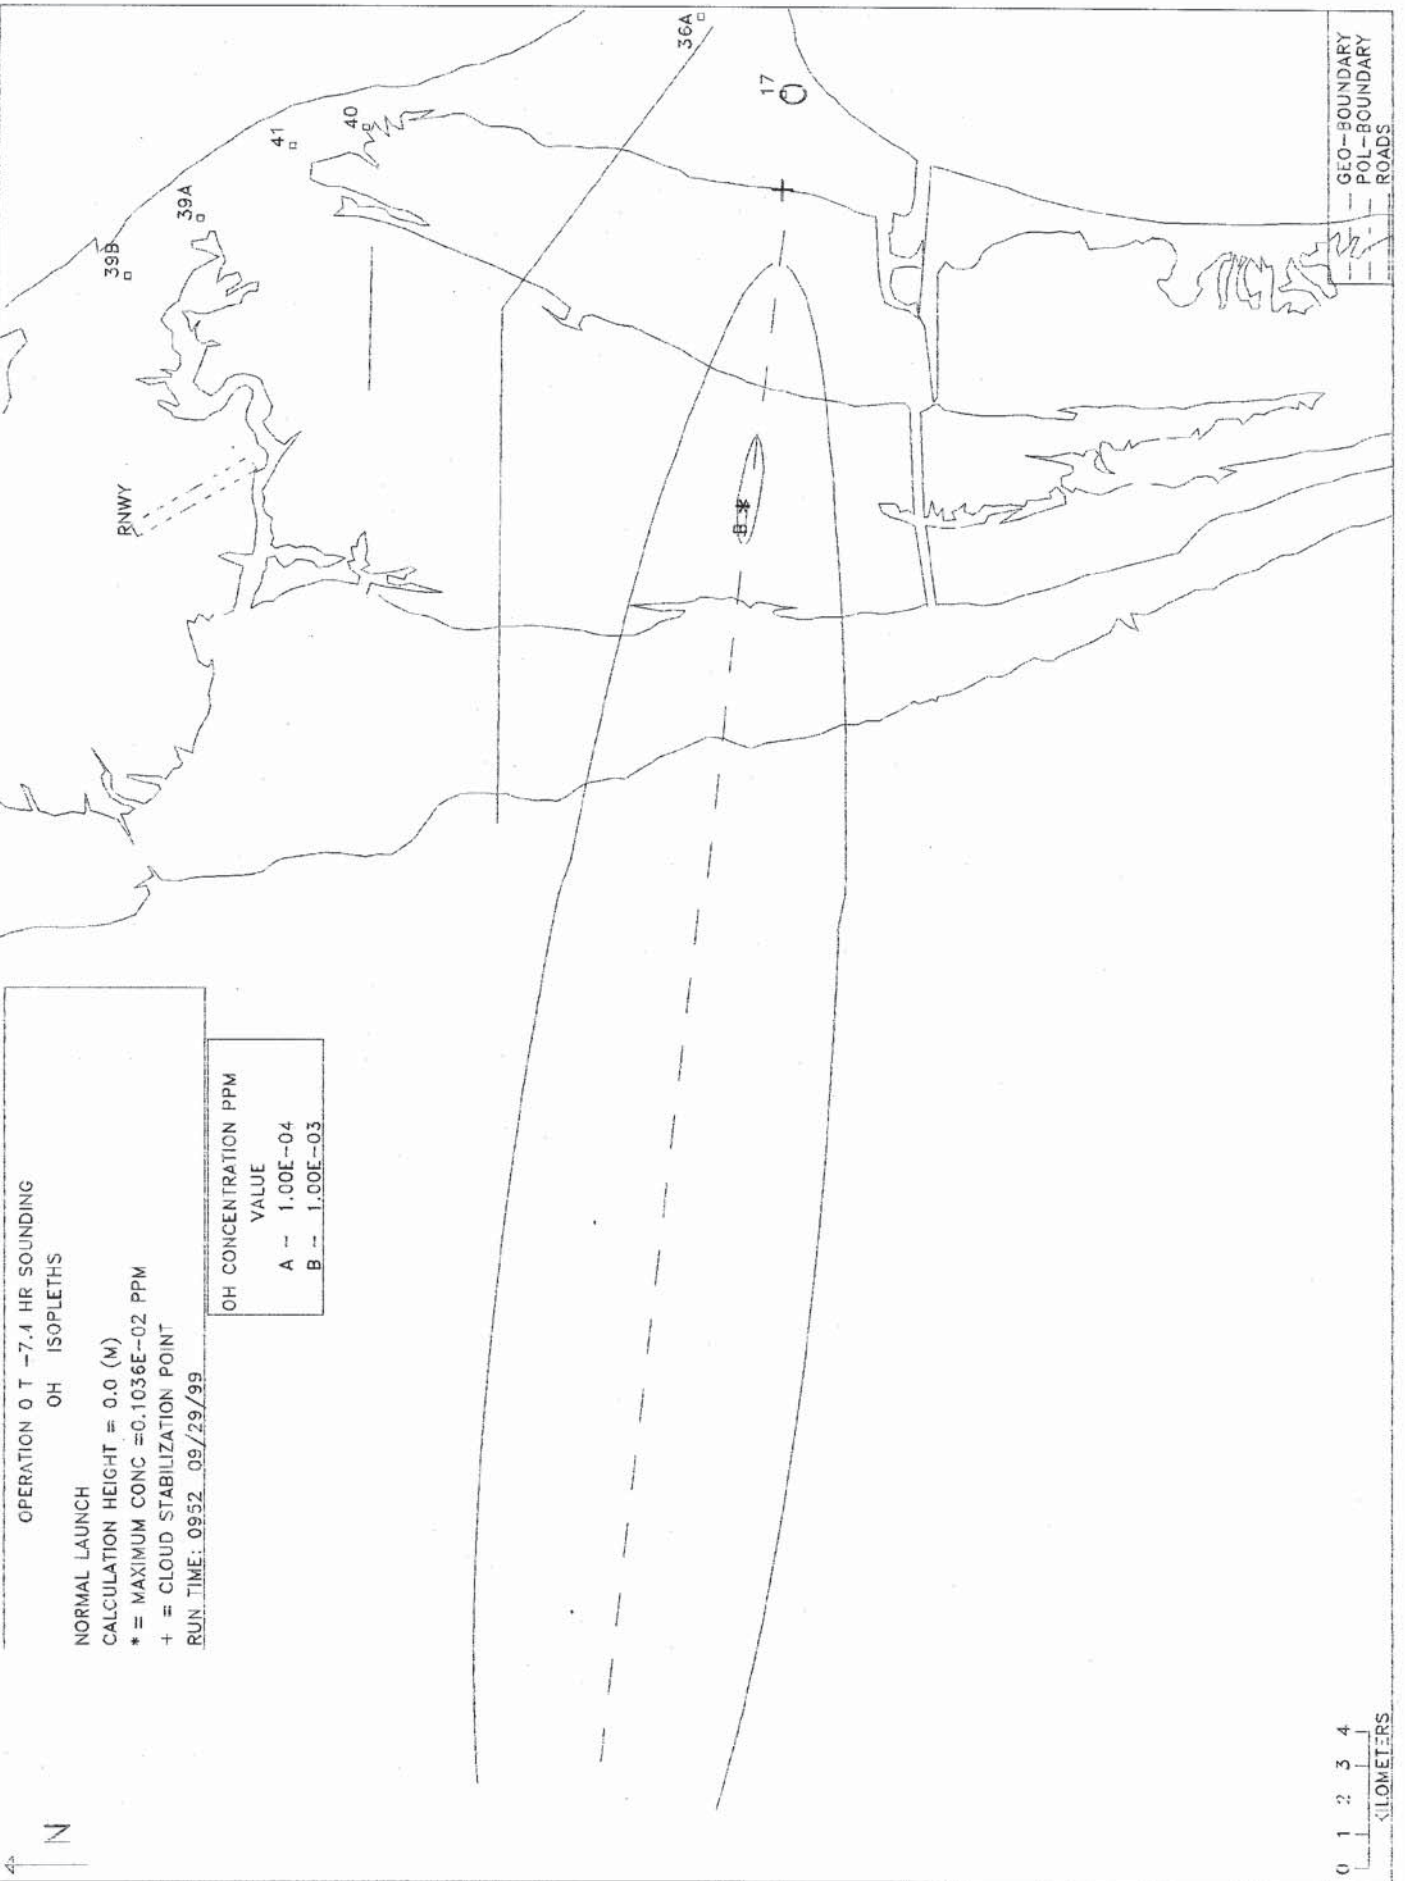 N
OPERATION 0 T -7.4 HR SOUNDING
OH ISOPLETHS
NORMAL LAUNCH
CALCULATION HEIGHT = 0.0 (M)
* = MAXIMUM CONC =0.1036E-02 PPM
+ = CLOUD STABILIZATION POINT
RUN TIME: 0952 09/29/99
OH CONCENTRATION PPM
VALUE
A -- 1.00E-04
B -- 1.00E-03
RNWY
39B
39A
41
40
36A
17
B
0 1 2 3 4
KILOMETERS
GEO-BOUNDARY
POL-BOUNDARY
ROADS